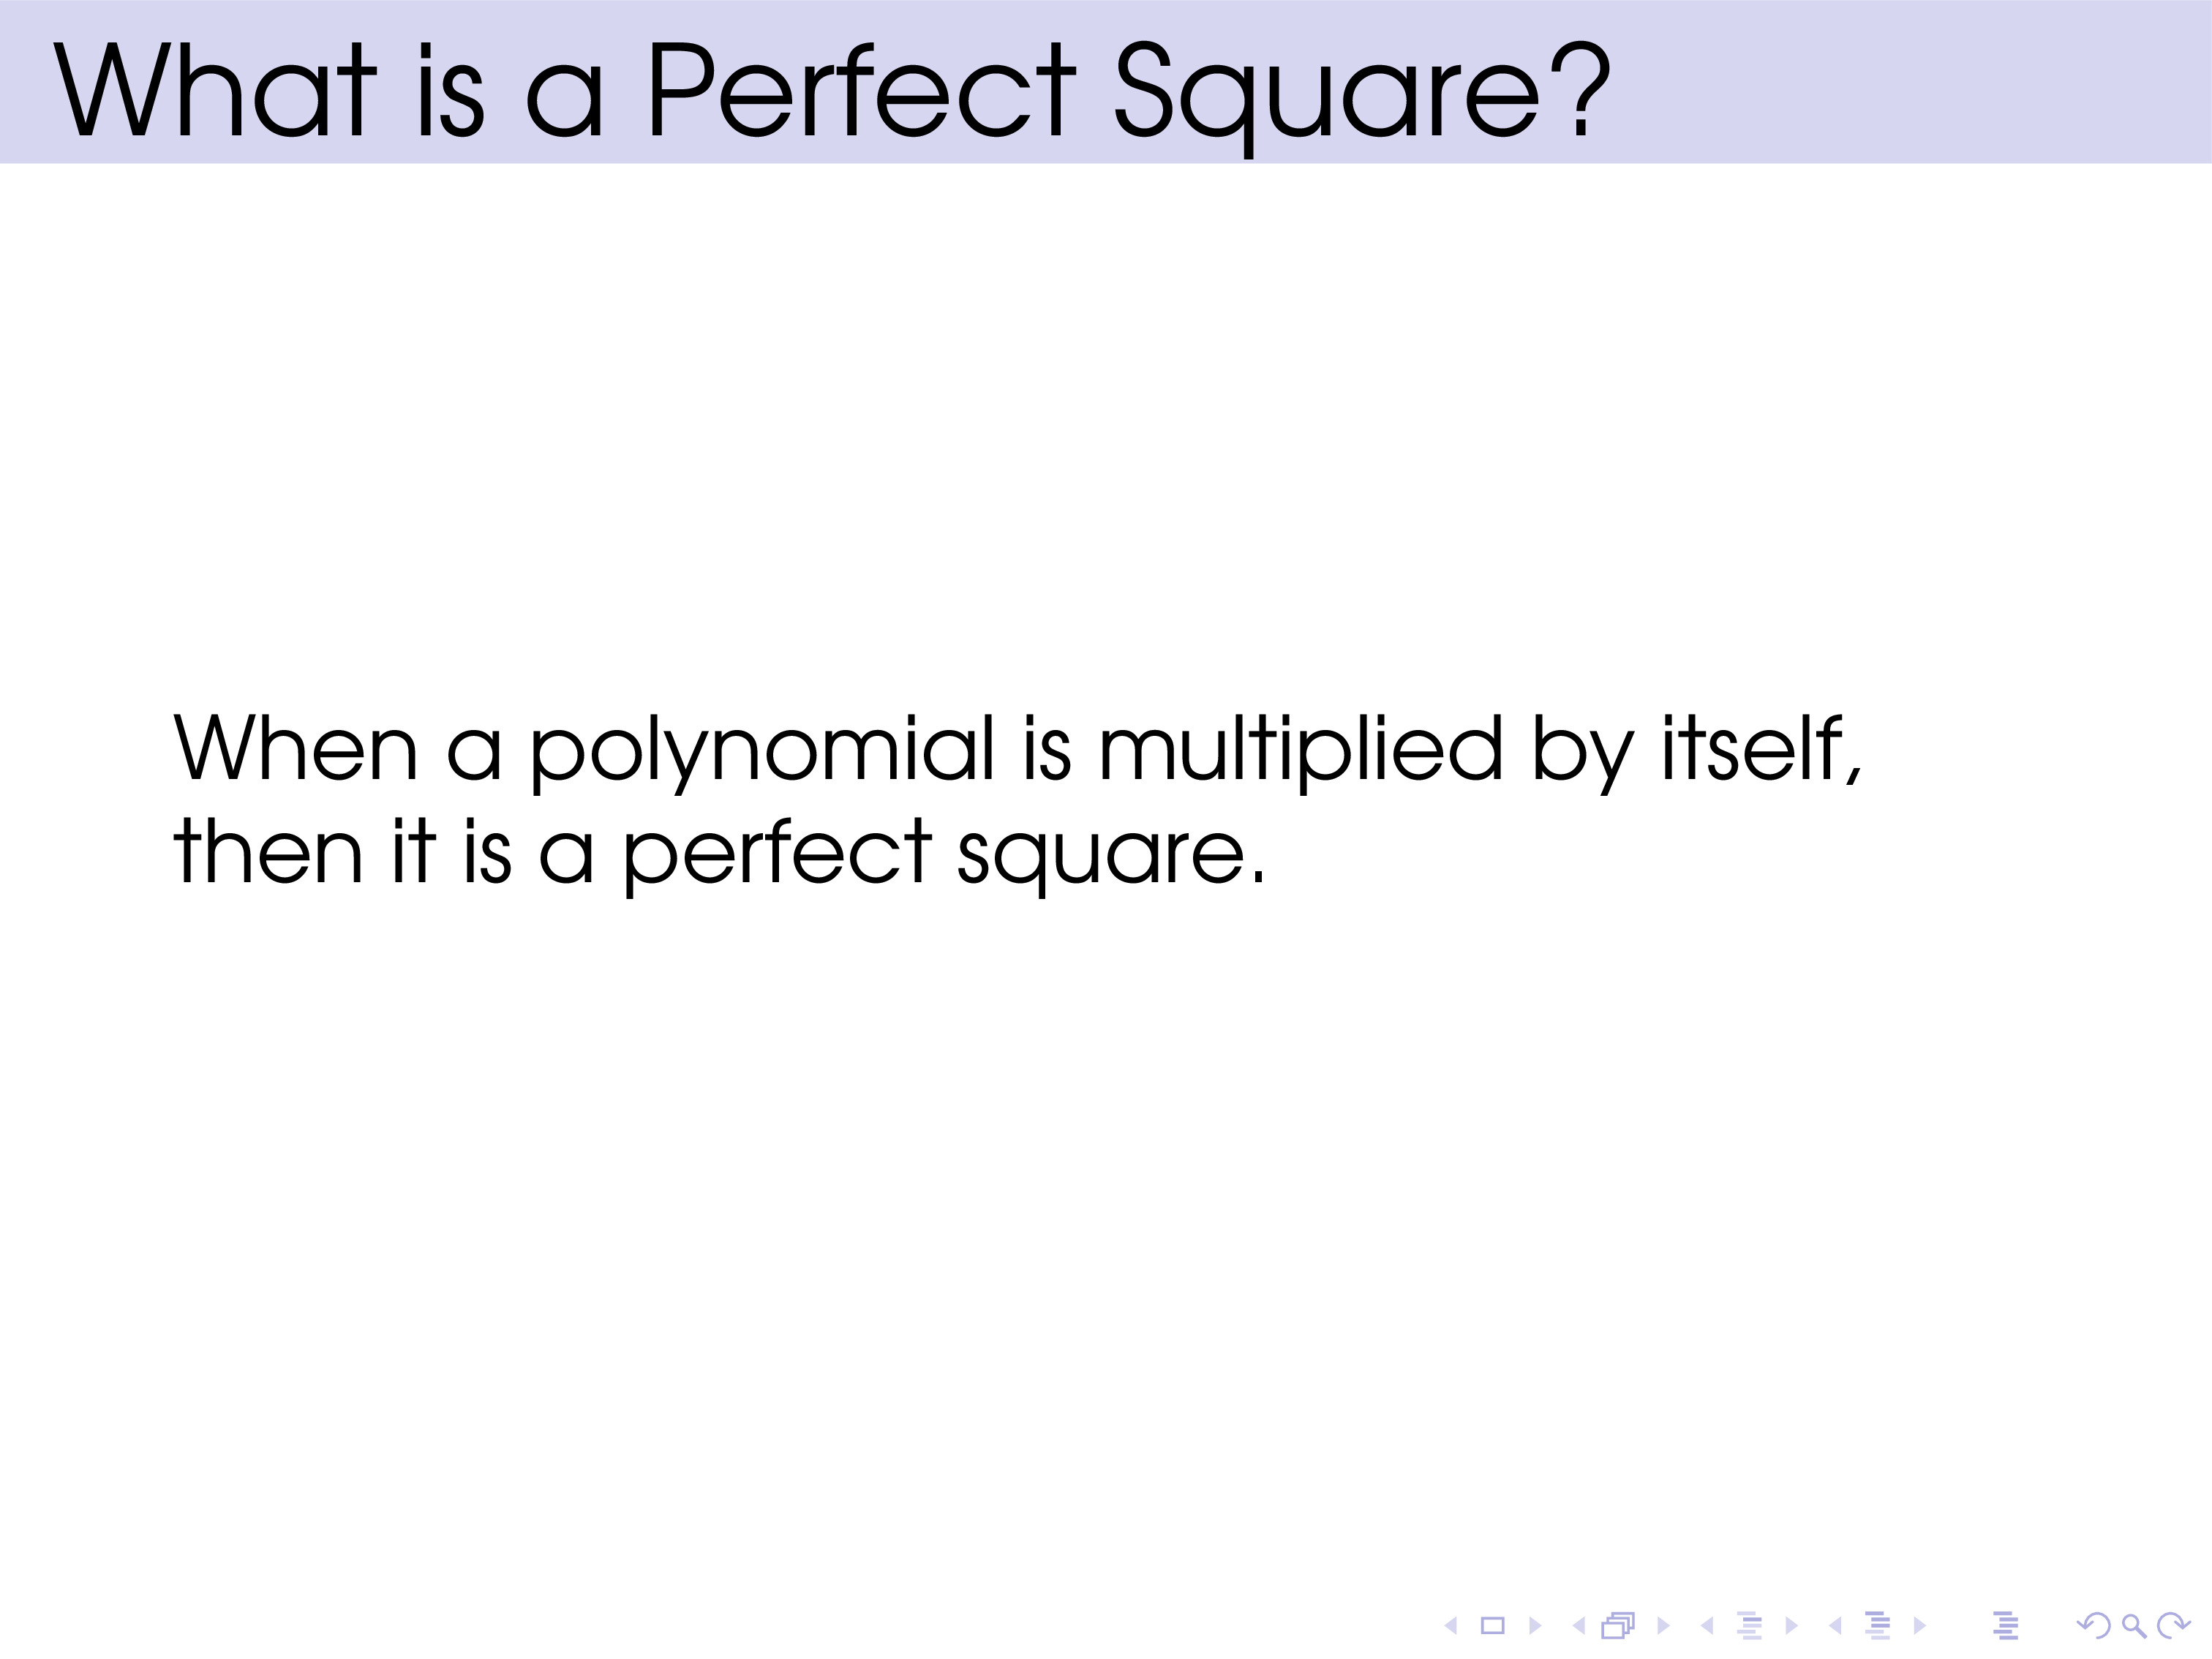 What is a Perfect Square?
When a polynomial is multiplied by itself,
then it is a perfect square.